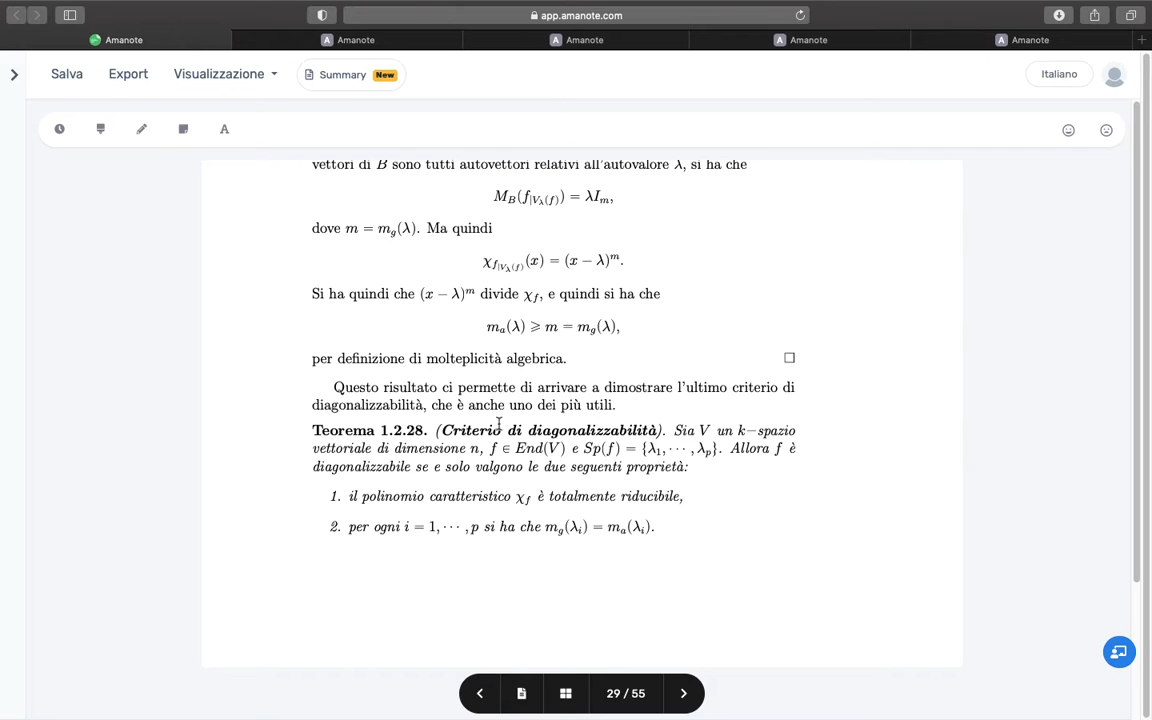 app.amanote.com
Amanote
Amanote
Amanote
Amanote
Amanote
Salva Export Visualizzazione Summary New Italiano
A
vettori di B sono tutti autovettori relativi all'autovalore λ, si ha che
M_B(f_{|V_λ(f)}) = λI_m,
dove m = m_g(λ). Ma quindi
χ_{f_{|V_λ(f)}}(x) = (x − λ)^m.
Si ha quindi che (x − λ)^m divide χ_f, e quindi si ha che
m_a(λ) ⩾ m = m_g(λ),
per definizione di molteplicità algebrica. □
Questo risultato ci permette di arrivare a dimostrare l'ultimo criterio di
diagonalizzabilità, che è anche uno dei più utili.
Teorema 1.2.28. (Criterio di diagonalizzabilità). Sia V un k−spazio
vettoriale di dimensione n, f ∈ End(V) e Sp(f) = {λ_1, ⋯ , λ_p}. Allora f è
diagonalizzabile se e solo valgono le due seguenti proprietà:
1. il polinomio caratteristico χ_f è totalmente riducibile,
2. per ogni i = 1, ⋯ , p si ha che m_g(λ_i) = m_a(λ_i).
29 / 55